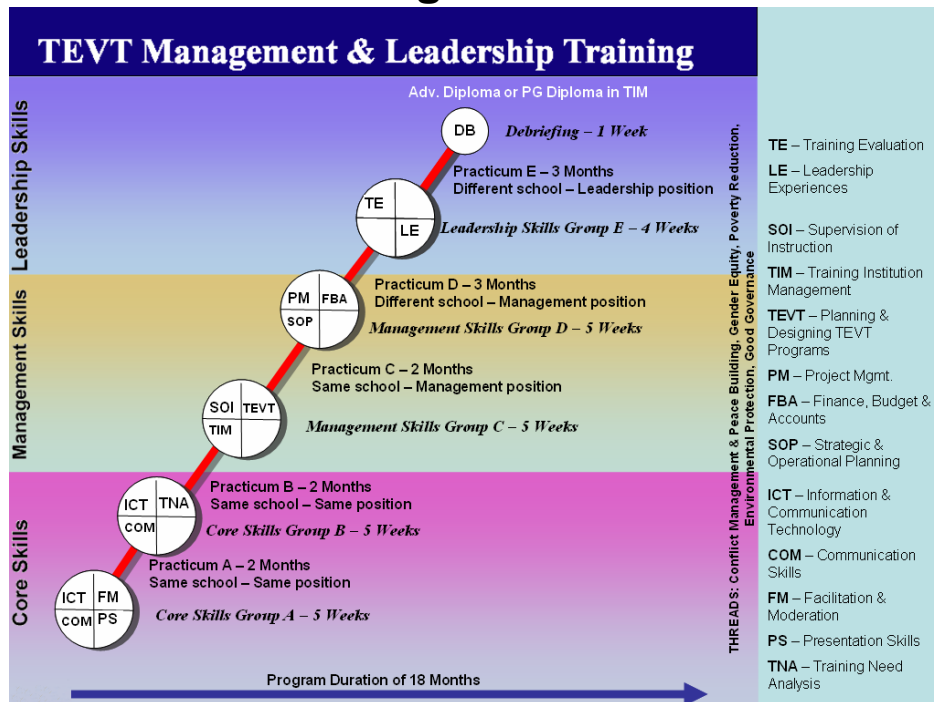 TEVT Management & Leadership Training
Adv. Diploma or PG Diploma in TIM
DB
Debriefing – 1 Week
Practicum E – 3 Months
Different school – Leadership position
TE
LE
Leadership Skills Group E – 4 Weeks
Practicum D – 3 Months
Different school – Management position
PM FBA
SOP
Management Skills Group D – 5 Weeks
Practicum C – 2 Months
Same school – Management position
SOI TEVT
TIM
Management Skills Group C – 5 Weeks
Practicum B – 2 Months
Same school – Same position
ICT TNA
COM
Core Skills Group B – 5 Weeks
Practicum A – 2 Months
Same school – Same position
ICT FM
COM PS
Core Skills Group A – 5 Weeks
Program Duration of 18 Months
Leadership Skills
Management Skills
Core Skills
THREADS: Conflict Management & Peace Building, Gender Equity, Poverty Reduction,
Environmental Protection, Good Governance
TE – Training Evaluation
LE – Leadership
Experiences
SOI – Supervision of
Instruction
TIM – Training Institution
Management
TEVT – Planning &
Designing TEVT
Programs
PM – Project Mgmt.
FBA – Finance, Budget &
Accounts
SOP – Strategic &
Operational Planning
ICT – Information &
Communication
Technology
COM – Communication
Skills
FM – Facilitation &
Moderation
PS – Presentation Skills
TNA – Training Need
Analysis